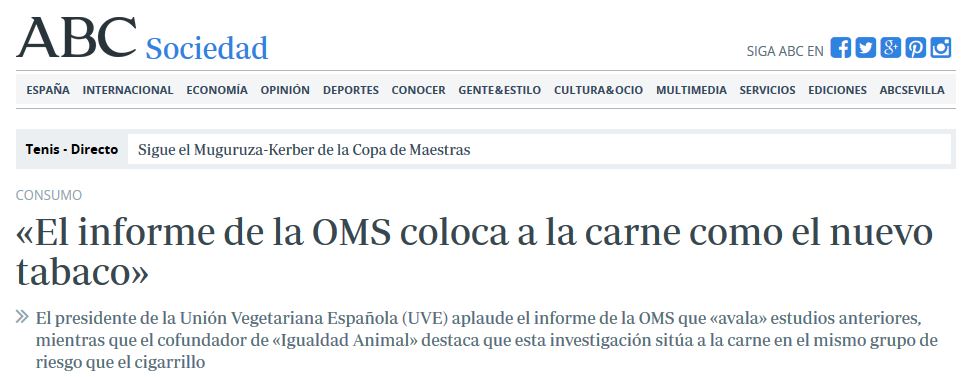 ABC Sociedad
SIGA ABC EN
ESPAÑA INTERNACIONAL ECONOMÍA OPINIÓN DEPORTES CONOCER GENTE&ESTILO CULTURA&OCIO MULTIMEDIA SERVICIOS EDICIONES ABCSEVILLA
Tenis - Directo Sigue el Muguruza-Kerber de la Copa de Maestras
CONSUMO
«El informe de la OMS coloca a la carne como el nuevo
tabaco»
El presidente de la Unión Vegetariana Española (UVE) aplaude el informe de la OMS que «avala» estudios anteriores,
mientras que el cofundador de «Igualdad Animal» destaca que esta investigación sitúa a la carne en el mismo grupo de
riesgo que el cigarrillo